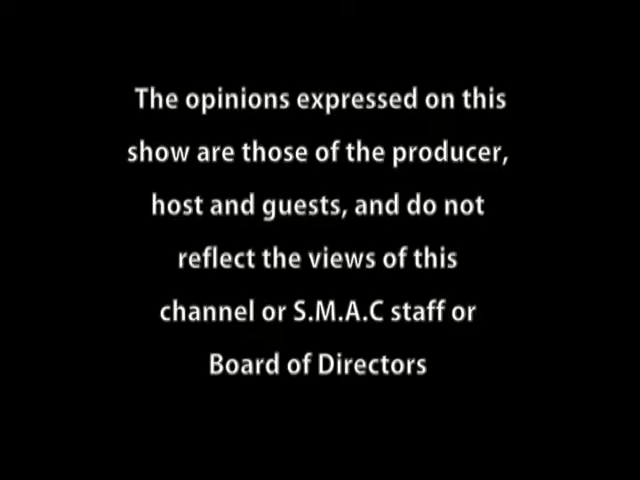 The opinions expressed on this
show are those of the producer,
host and guests, and do not
reflect the views of this
channel or S.M.A.C staff or
Board of Directors